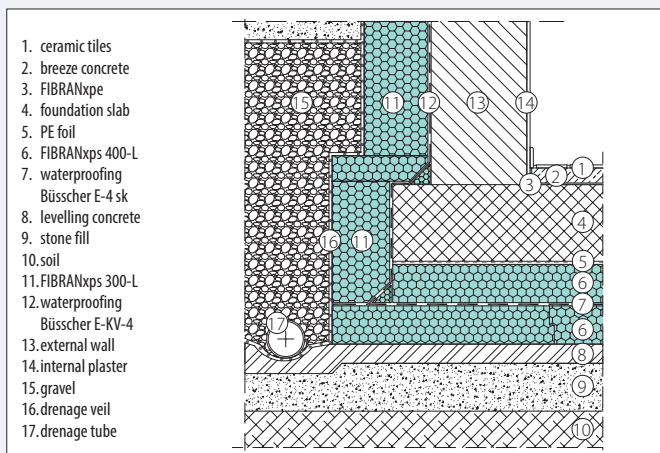 1. ceramic tiles
2. breeze concrete
3. FIBRANxpe
4. foundation slab
5. PE foil
6. FIBRANxps 400-L
7. waterproofing
Büsscher E-4 sk
8. levelling concrete
9. stone fill
10. soil
11. FIBRANxps 300-L
12. waterproofing
Büsscher E-KV-4
13. external wall
14. internal plaster
15. gravel
16. drenage veil
17. drenage tube
15 11 12 13 14
1
2
3
4
16 11
5
6
7
17
6
8
9
10